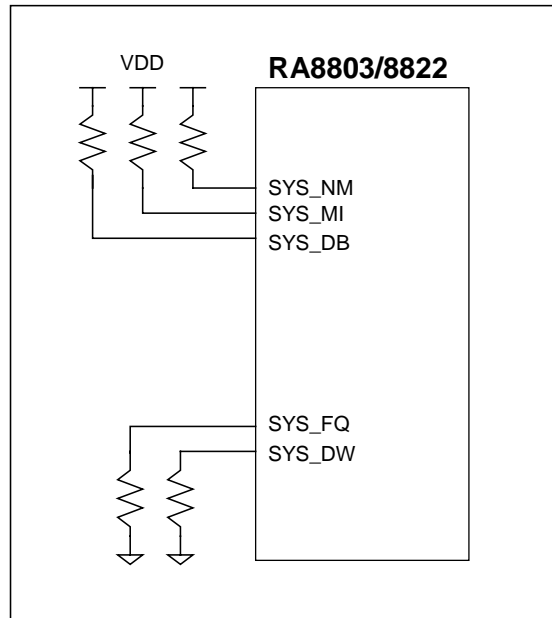 VDD
RA8803/8822
SYS_NM
SYS_MI
SYS_DB
SYS_FQ
SYS_DW